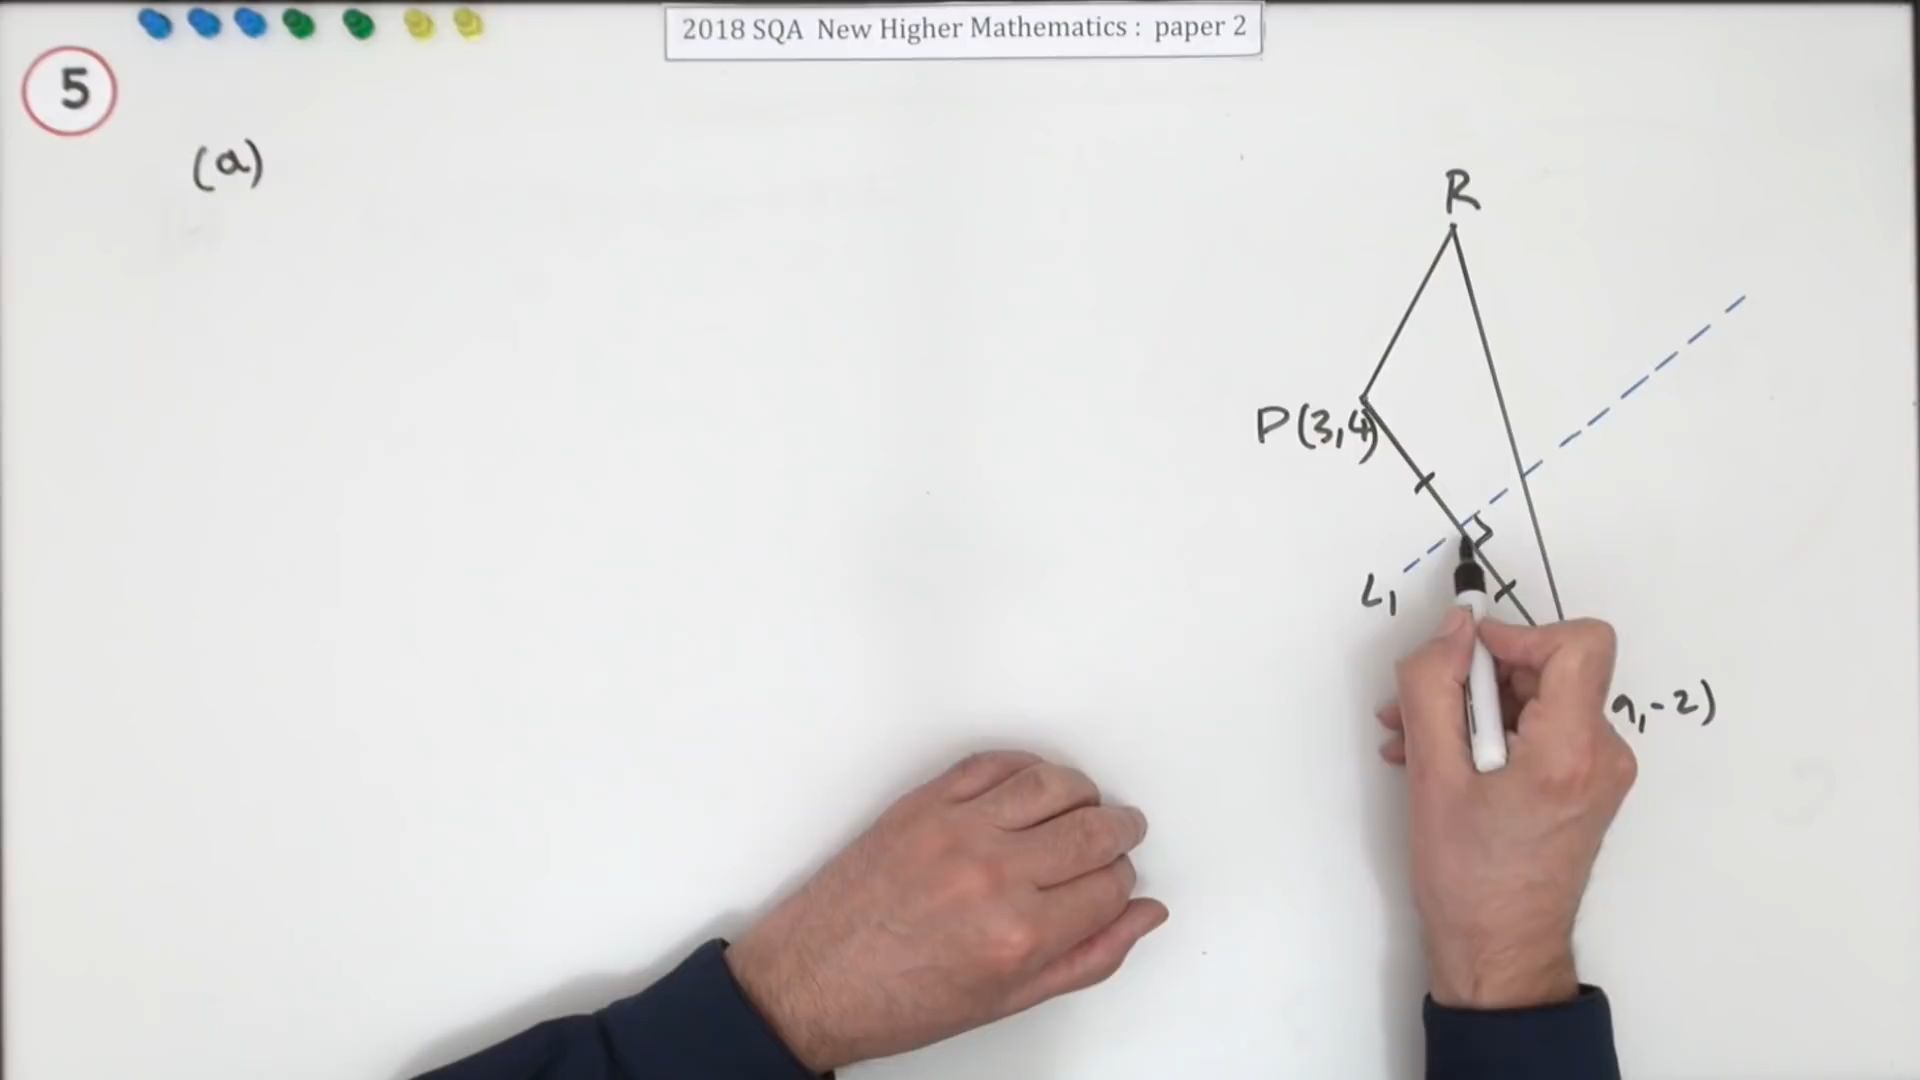 2018 SQA New Higher Mathematics : paper 2
5
(a)
R
P(3,4)
L1
9,-2)